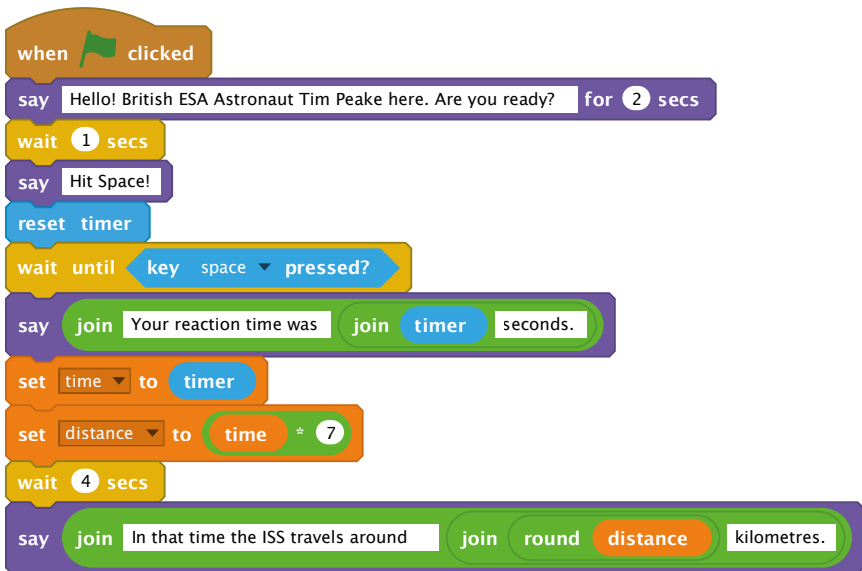 when clicked
say Hello! British ESA Astronaut Tim Peake here. Are you ready? for 2 secs
wait 1 secs
say Hit Space!
reset timer
wait until key space pressed?
say join Your reaction time was join timer seconds.
set time to timer
set distance to time * 7
wait 4 secs
say join In that time the ISS travels around join round distance kilometres.